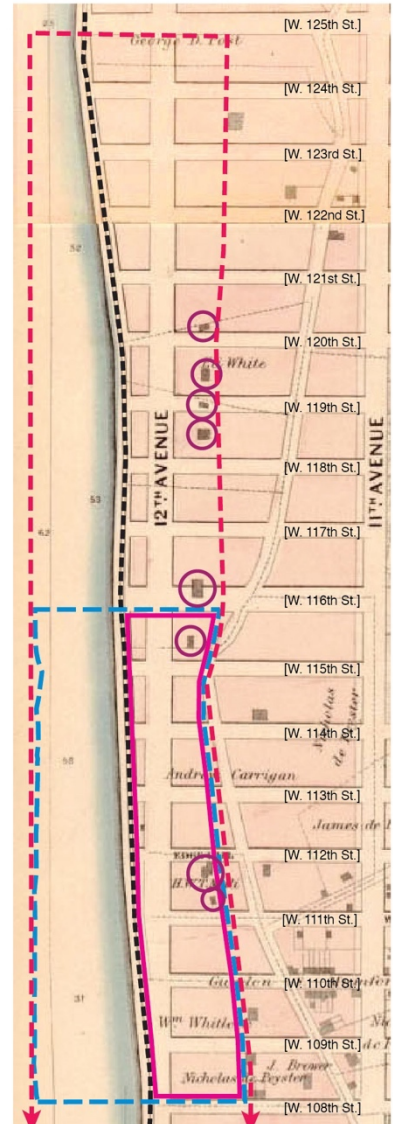 [W. 125th St.]
George D. Post
[W. 124th St.]
[W. 123rd St.]
[W. 122nd St.]
52
[W. 121st St.]
[W. 120th St.]
White
[W. 119th St.]
12TH AVENUE
11TH AVENUE
[W. 118th St.]
53
[W. 117th St.]
62
[W. 116th St.]
[W. 115th St.]
Nicholas
de Peyster
[W. 114th St.]
Andrew Carrigan
[W. 113th St.]
James de
[W. 112th St.]
[W. 111th St.]
[W. 110th St.]
31
Wm Whitlo
[W. 109th St.]
J. Brower
Nicholas de Peyster
[W. 108th St.]